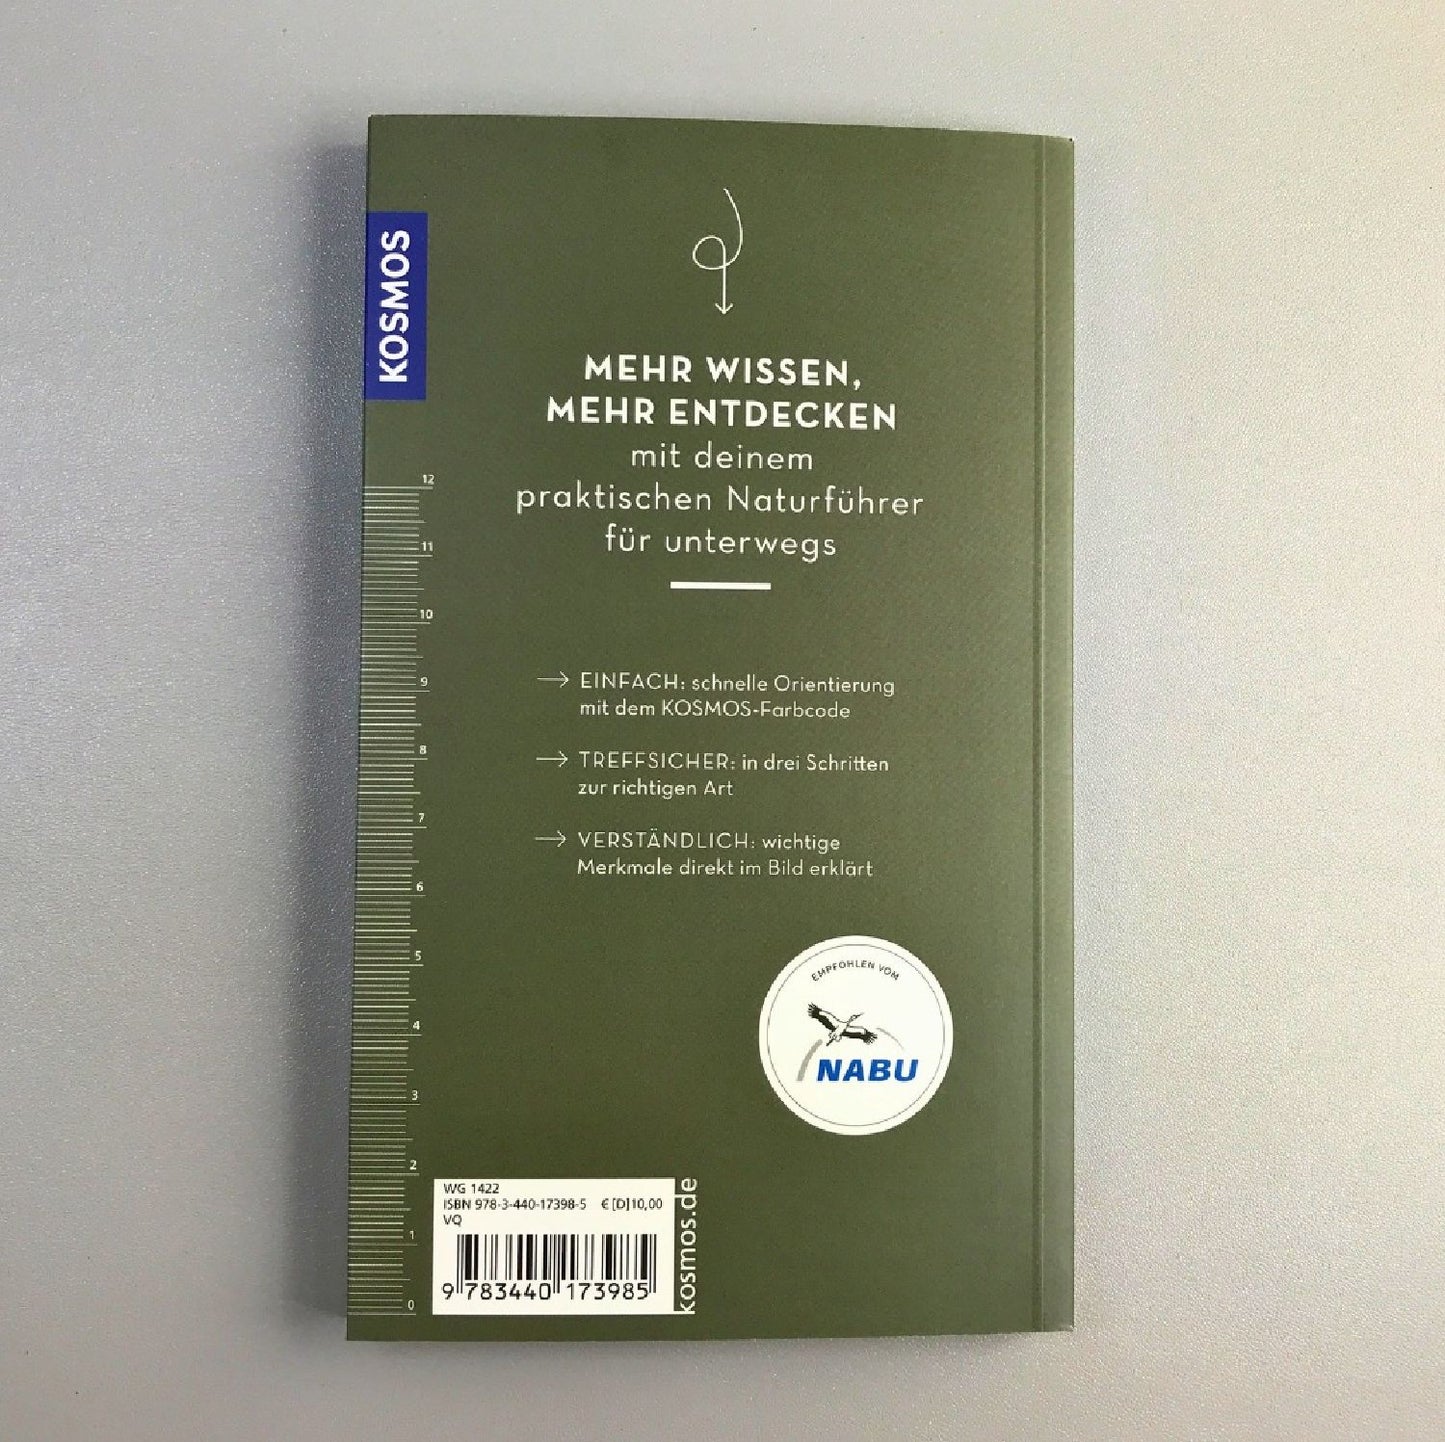 KOSMOS
MEHR WISSEN,
MEHR ENTDECKEN
mit deinem
praktischen Naturführer
für unterwegs
12
11
10
9
8
7
6
5
4
3
2
1
0
→ EINFACH: schnelle Orientierung
mit dem KOSMOS-Farbcode
→ TREFFSICHER: in drei Schritten
zur richtigen Art
→ VERSTÄNDLICH: wichtige
Merkmale direkt im Bild erklärt
EMPFOHLEN VOM
NABU
WG 1422
ISBN 978-3-440-17398-5 € [D]10,00
VQ
9 783440 173985
kosmos.de